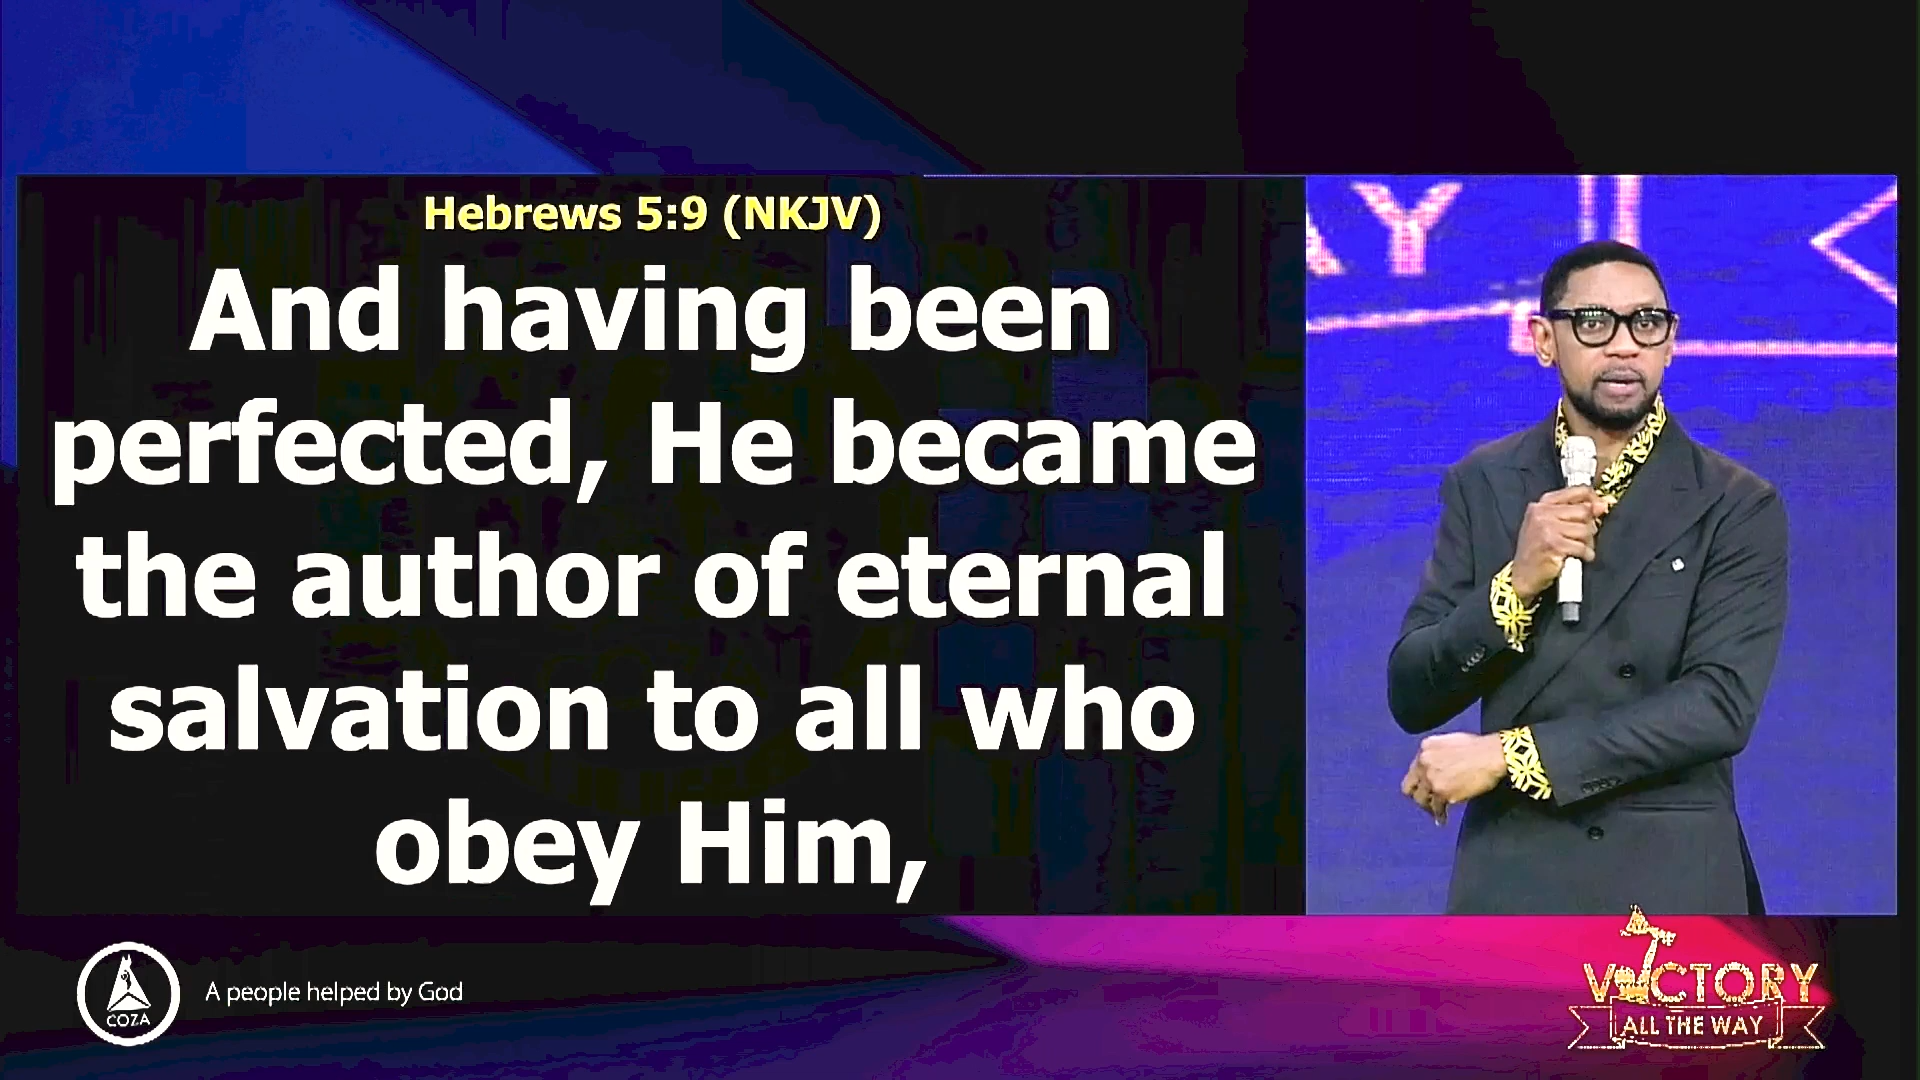 Hebrews 5:9 (NKJV)
And having been
perfected, He became
the author of eternal
salvation to all who
obey Him,
AY
COZA
A people helped by God
VICTORY
ALL THE WAY